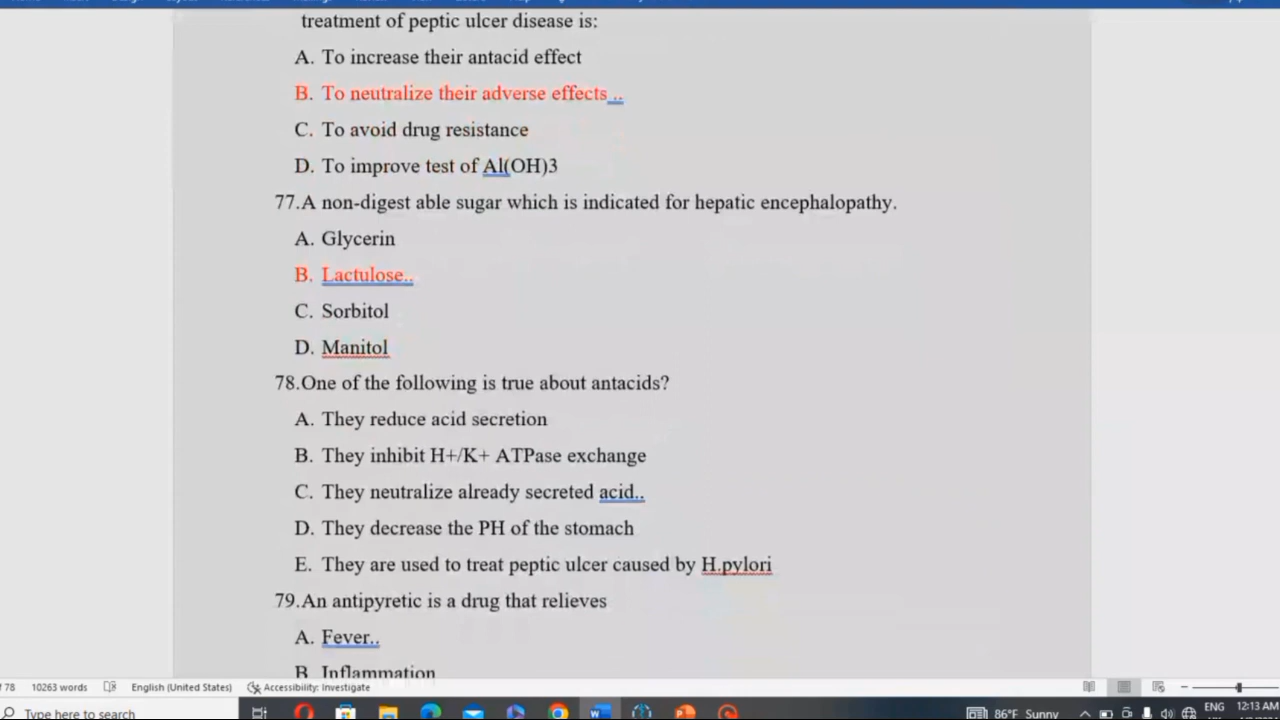 treatment of peptic ulcer disease is:
A. To increase their antacid effect
B. To neutralize their adverse effects ..
C. To avoid drug resistance
D. To improve test of Al(OH)3
77.A non-digest able sugar which is indicated for hepatic encephalopathy.
A. Glycerin
B. Lactulose..
C. Sorbitol
D. Manitol
78.One of the following is true about antacids?
A. They reduce acid secretion
B. They inhibit H+/K+ ATPase exchange
C. They neutralize already secreted acid..
D. They decrease the PH of the stomach
E. They are used to treat peptic ulcer caused by H.pylori
79.An antipyretic is a drug that relieves
A. Fever..
B Inflammation
78 10263 words English (United States) Accessibility: Investigate
Type here to search 86°F Sunny ENG 12:13 AM